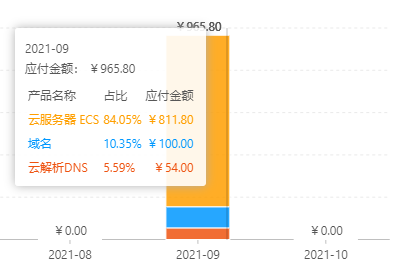 ￥965.80
2021-09
应付金额： ￥965.80
产品名称 占比 应付金额
云服务器 ECS 84.05% ￥811.80
域名 10.35% ￥100.00
云解析DNS 5.59% ￥54.00
￥0.00 ￥0.00
2021-08 2021-09 2021-10